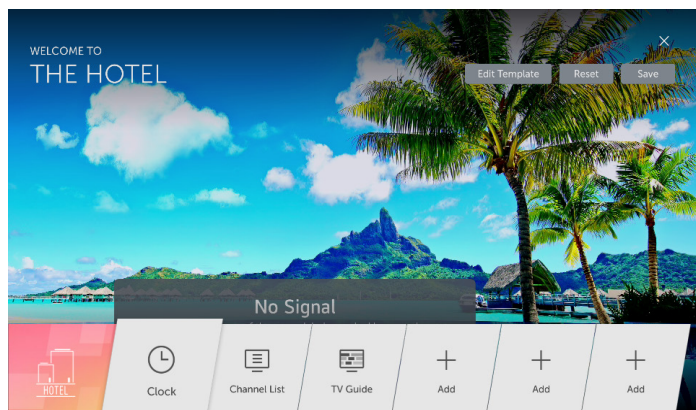 WELCOME TO
THE HOTEL
Edit Template Reset Save
No Signal
HOTEL
Clock
Channel List
TV Guide
Add
Add
Add